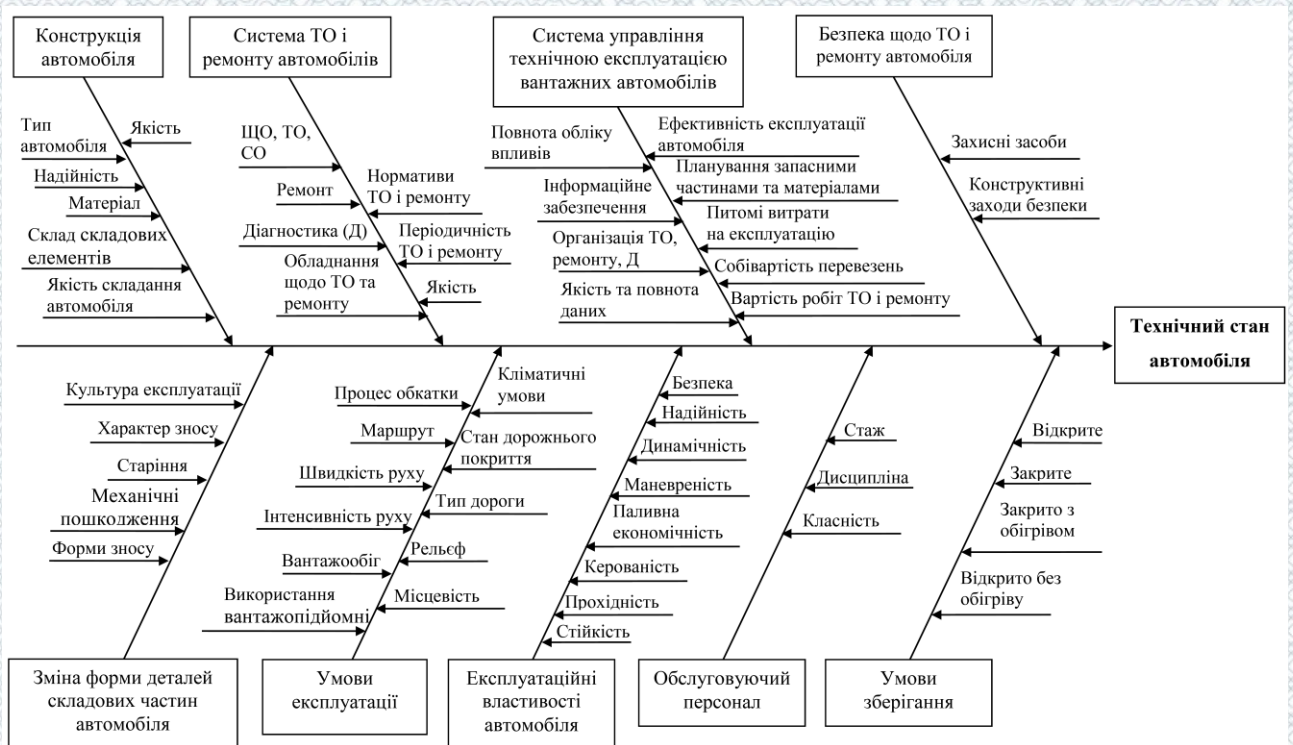 Конструкція
автомобіля
Система ТО і
ремонту автомобілів
Система управління
технічною експлуатацією
вантажних автомобілів
Безпека щодо ТО і
ремонту автомобіля
Тип
автомобіля
Якість
Надійність
Матеріал
Склад складових
елементів
Якість складання
автомобіля
ЩО, ТО,
СО
Нормативи
ТО і ремонту
Ремонт
Діагностика (Д)
Періодичність
ТО і ремонту
Обладнання
щодо ТО та
ремонту
Якість
Повнота обліку
впливів
Ефективність експлуатації
автомобіля
Планування запасними
частинами та матеріалами
Інформаційне
забезпечення
Питомі витрати
на експлуатацію
Організація ТО,
ремонту, Д
Собівартість перевезень
Якість та повнота
даних
Вартість робіт ТО і ремонту
Захисні засоби
Конструктивні
заходи безпеки
Технічний стан
автомобіля
Культура експлуатації
Характер зносу
Старіння
Механічні
пошкодження
Форми зносу
Процес обкатки
Кліматичні
умови
Маршрут
Стан дорожнього
покриття
Швидкість руху
Тип дороги
Інтенсивність руху
Рельєф
Вантажообіг
Місцевість
Використання
вантажопідйомні
Безпека
Надійність
Динамічність
Маневреність
Паливна
економічність
Керованість
Прохідність
Стійкість
Стаж
Дисципліна
Класність
Відкрите
Закрите
Закрито з
обігрівом
Відкрито без
обігріву
Зміна форми деталей
складових частин
автомобіля
Умови
експлуатації
Експлуатаційні
властивості
автомобіля
Обслуговуючий
персонал
Умови
зберігання